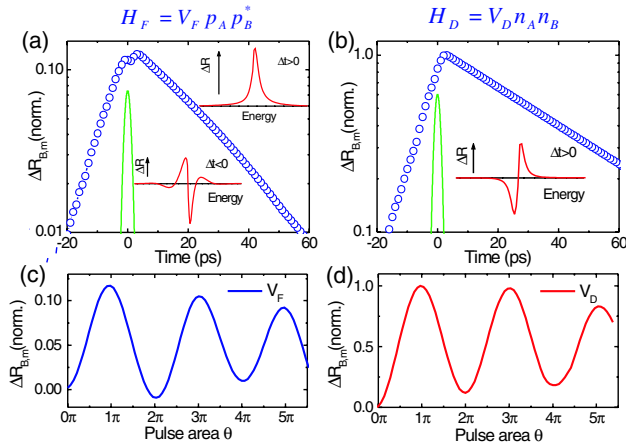 H_F = V_F p_A p_B^*
H_D = V_D n_A n_B
(a)
ΔR_{B,m}(norm.)
0.10
0.01
-20 0 20 40 60
Time (ps)
ΔR
Δt>0
Energy
ΔR
Δt<0
Energy
(b)
ΔR_{B,m}(norm.)
1.0
0.1
-20 0 20 40 60
Time (ps)
ΔR
Δt>0
Energy
(c)
ΔR_{B,m}(norm.)
0.10
0.05
0.00
V_F
0π 1π 2π 3π 4π 5π
Pulse area θ
(d)
ΔR_{B,m}(norm.)
1.0
0.5
0.0
V_D
0π 1π 2π 3π 4π 5π
Pulse area θ